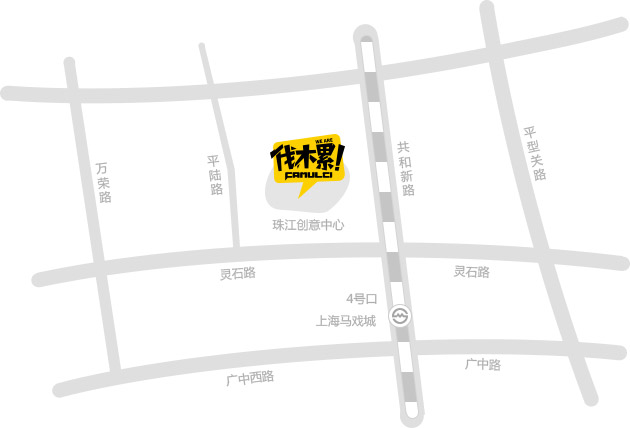 WE ARE
伐木累!
FAMULEI
珠江创意中心
万荣路
平陆路
共和新路
平型关路
灵石路
灵石路
4号口
上海马戏城
广中西路
广中路